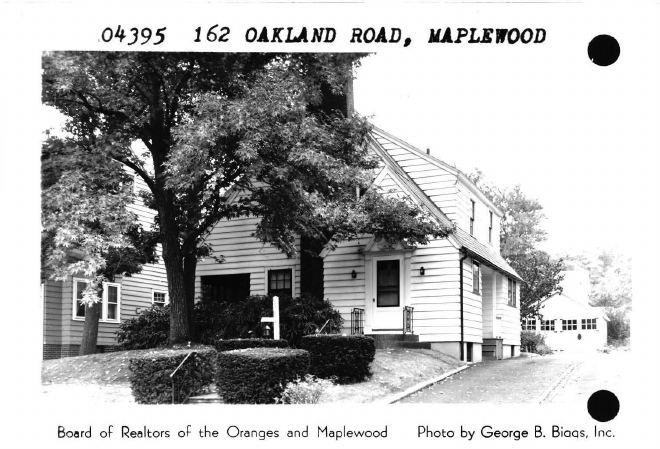 04395 162 OAKLAND ROAD, MAPLEWOOD
Board of Realtors of the Oranges and Maplewood Photo by George B. Biggs, Inc.